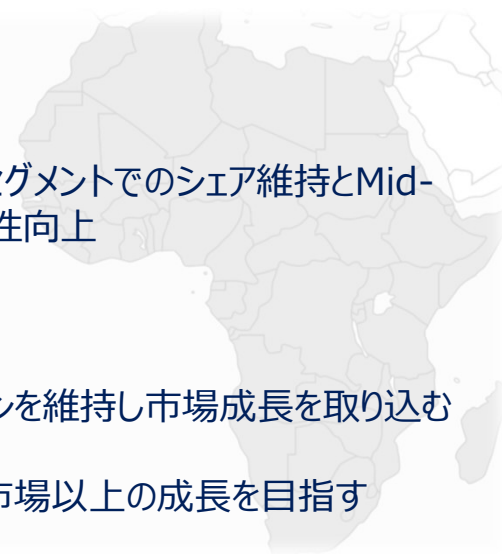 セグメントでのシェア維持とMid-
性向上
ンを維持し市場成長を取り込む
市場以上の成長を目指す